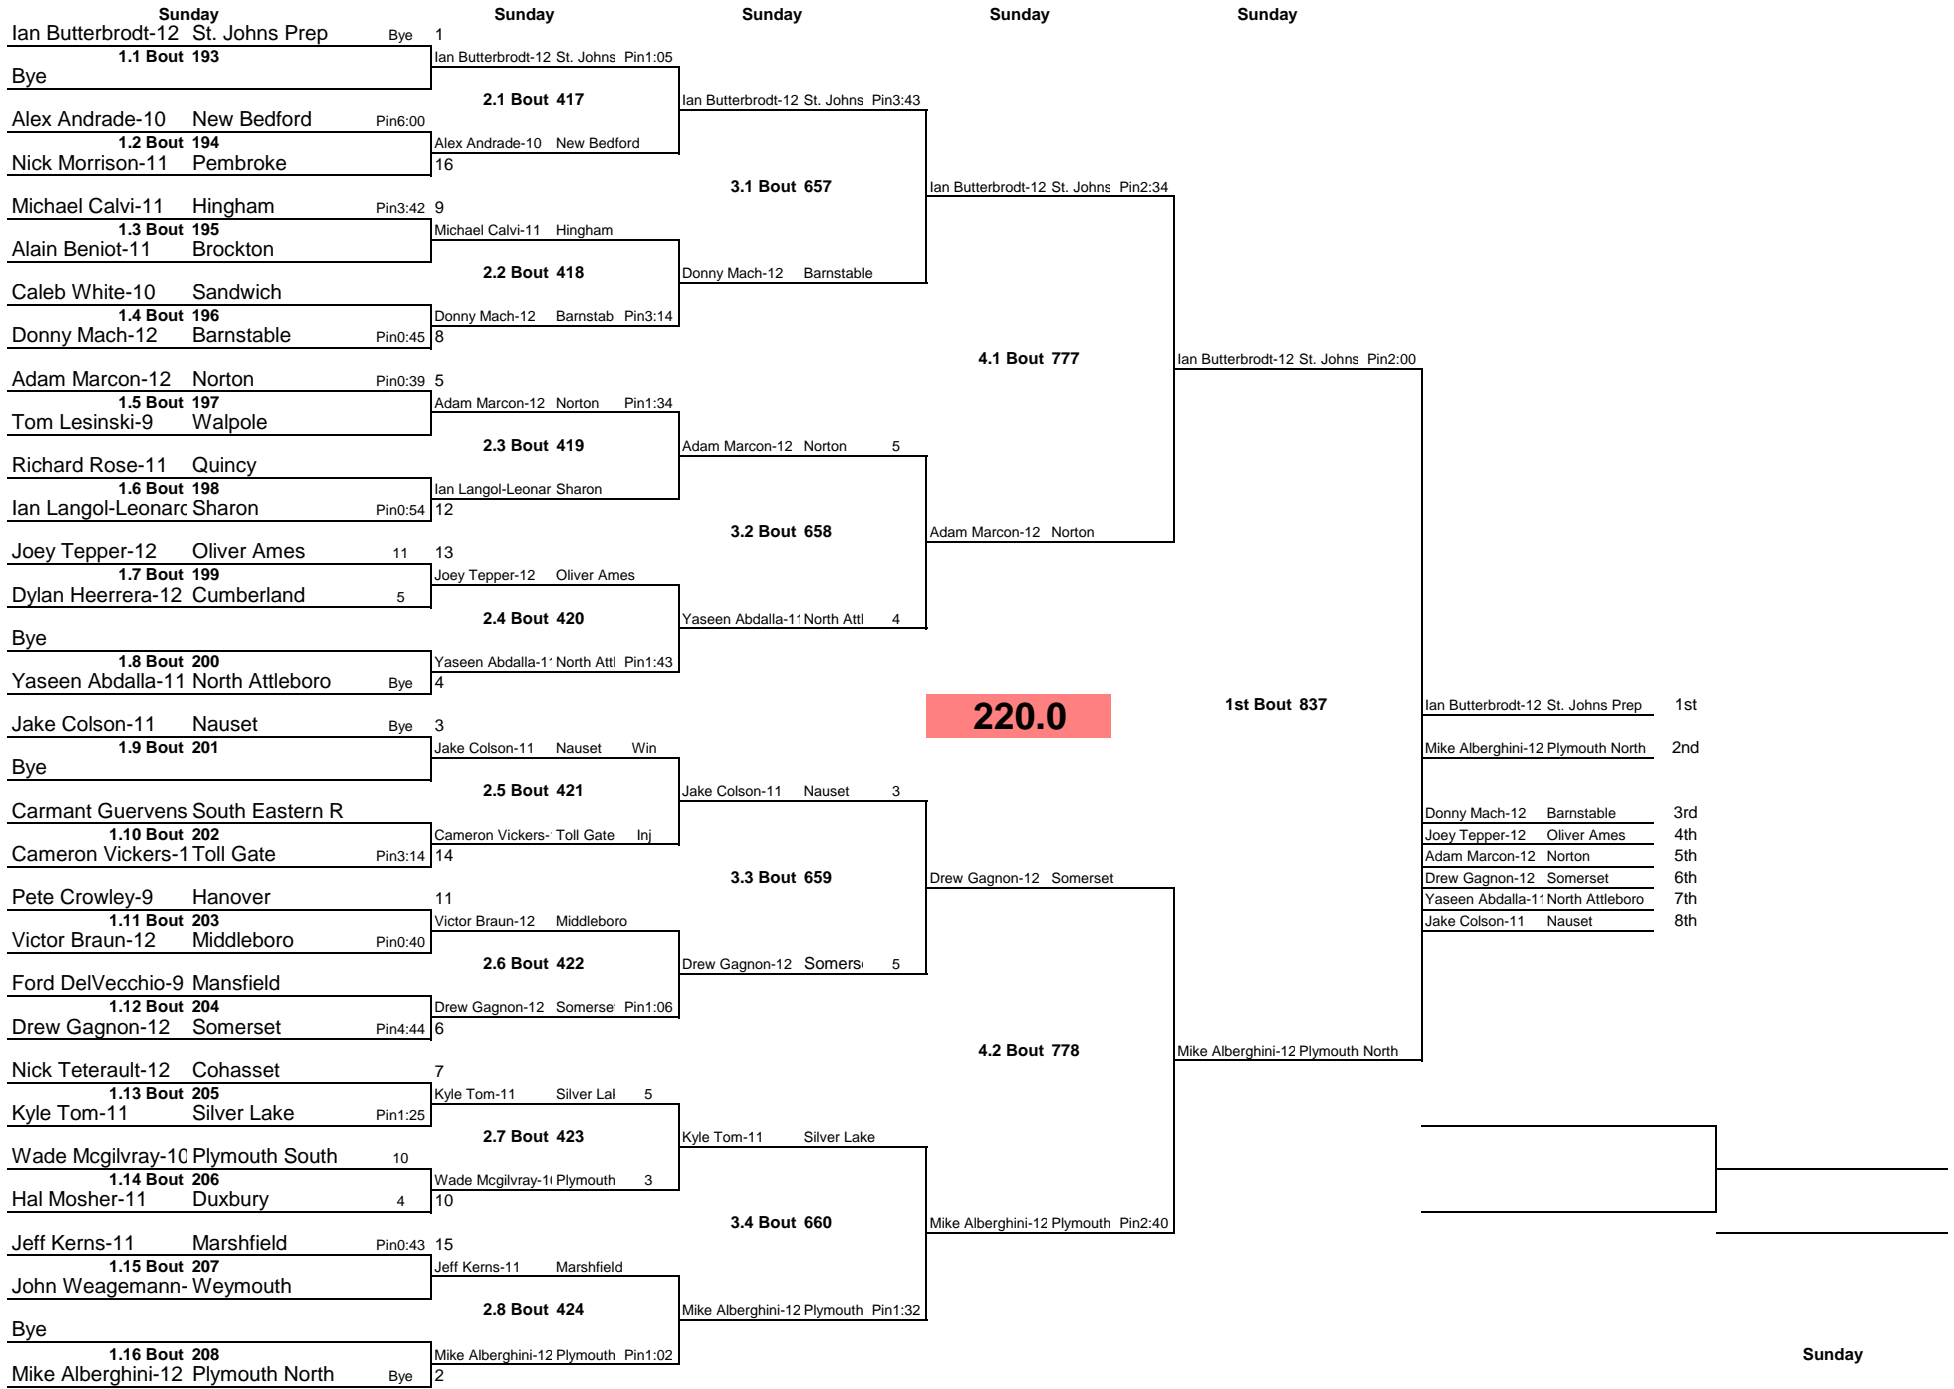 Sunday Sunday Sunday Sunday Sunday
Ian Butterbrodt-12 St. Johns Prep Bye 1
1.1 Bout 193
Ian Butterbrodt-12 St. Johns Pin1:05
Bye
2.1 Bout 417
Ian Butterbrodt-12 St. Johns Pin3:43
Alex Andrade-10 New Bedford Pin6:00
1.2 Bout 194
Alex Andrade-10 New Bedford
Nick Morrison-11 Pembroke 16
3.1 Bout 657
Ian Butterbrodt-12 St. Johns Pin2:34
Michael Calvi-11 Hingham Pin3:42 9
1.3 Bout 195
Michael Calvi-11 Hingham
Alain Beniot-11 Brockton
2.2 Bout 418
Donny Mach-12 Barnstable
Caleb White-10 Sandwich
1.4 Bout 196
Donny Mach-12 Barnstab Pin3:14
Donny Mach-12 Barnstable Pin0:45 8
4.1 Bout 777
Ian Butterbrodt-12 St. Johns Pin2:00
Adam Marcon-12 Norton Pin0:39 5
1.5 Bout 197
Adam Marcon-12 Norton Pin1:34
Tom Lesinski-9 Walpole
2.3 Bout 419
Adam Marcon-12 Norton 5
Richard Rose-11 Quincy
1.6 Bout 198
Ian Langol-Leonar Sharon
Ian Langol-Leonard Sharon Pin0:54 12
3.2 Bout 658
Adam Marcon-12 Norton
Joey Tepper-12 Oliver Ames 11 13
1.7 Bout 199
Joey Tepper-12 Oliver Ames
Dylan Heerrera-12 Cumberland 5
2.4 Bout 420
Yaseen Abdalla-11 North Attl 4
Bye
1.8 Bout 200
Yaseen Abdalla-11 North Attl Pin1:43
Yaseen Abdalla-11 North Attleboro Bye 4
220.0
1st Bout 837
Ian Butterbrodt-12 St. Johns Prep 1st
Jake Colson-11 Nauset Bye 3
1.9 Bout 201
Jake Colson-11 Nauset Win
Mike Alberghini-12 Plymouth North 2nd
Bye
2.5 Bout 421
Jake Colson-11 Nauset 3
Carmant Guervens South Eastern R
Donny Mach-12 Barnstable 3rd
1.10 Bout 202
Cameron Vickers- Toll Gate Inj
Joey Tepper-12 Oliver Ames 4th
Cameron Vickers-1 Toll Gate Pin3:14 14
Adam Marcon-12 Norton 5th
3.3 Bout 659
Drew Gagnon-12 Somerset
Drew Gagnon-12 Somerset 6th
Pete Crowley-9 Hanover 11
Yaseen Abdalla-11 North Attleboro 7th
1.11 Bout 203
Victor Braun-12 Middleboro
Jake Colson-11 Nauset 8th
Victor Braun-12 Middleboro Pin0:40
2.6 Bout 422
Drew Gagnon-12 Somers 5
Ford DelVecchio-9 Mansfield
1.12 Bout 204
Drew Gagnon-12 Somerse Pin1:06
Drew Gagnon-12 Somerset Pin4:44 6
4.2 Bout 778
Mike Alberghini-12 Plymouth North
Nick Teterault-12 Cohasset 7
1.13 Bout 205
Kyle Tom-11 Silver Lak 5
Kyle Tom-11 Silver Lake Pin1:25
2.7 Bout 423
Kyle Tom-11 Silver Lake
Wade Mcgilvray-10 Plymouth South 10
1.14 Bout 206
Wade Mcgilvray-10 Plymouth 3
Hal Mosher-11 Duxbury 4 10
3.4 Bout 660
Mike Alberghini-12 Plymouth Pin2:40
Jeff Kerns-11 Marshfield Pin0:43 15
1.15 Bout 207
Jeff Kerns-11 Marshfield
John Weagemann- Weymouth
2.8 Bout 424
Mike Alberghini-12 Plymouth Pin1:32
Bye
1.16 Bout 208
Mike Alberghini-12 Plymouth Pin1:02
Sunday
Mike Alberghini-12 Plymouth North Bye 2